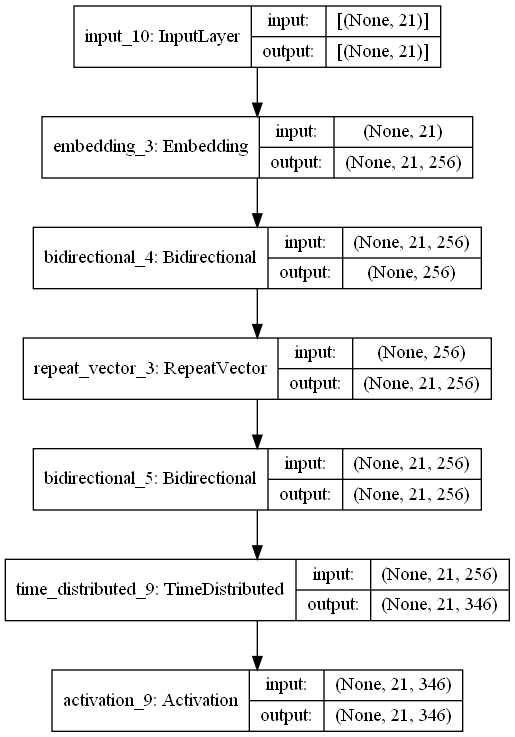 input_10: InputLayer
input: [(None, 21)]
output: [(None, 21)]
embedding_3: Embedding
input: (None, 21)
output: (None, 21, 256)
bidirectional_4: Bidirectional
input: (None, 21, 256)
output: (None, 256)
repeat_vector_3: RepeatVector
input: (None, 256)
output: (None, 21, 256)
bidirectional_5: Bidirectional
input: (None, 21, 256)
output: (None, 21, 256)
time_distributed_9: TimeDistributed
input: (None, 21, 256)
output: (None, 21, 346)
activation_9: Activation
input: (None, 21, 346)
output: (None, 21, 346)